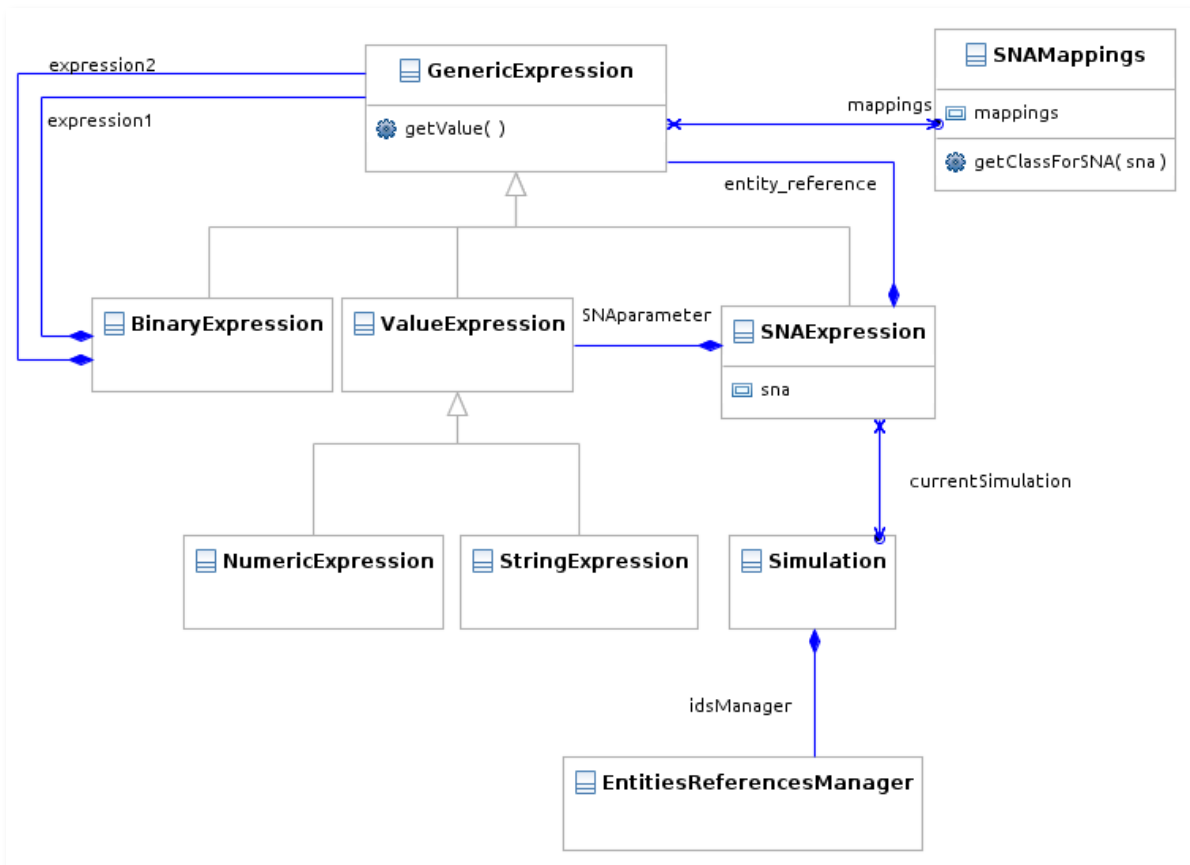 expression2
GenericExpression
SNAMappings
expression1
getValue( )
mappings
mappings
getClassForSNA( sna )
entity_reference
BinaryExpression
ValueExpression
SNAparameter
SNAExpression
sna
currentSimulation
NumericExpression
StringExpression
Simulation
idsManager
EntitiesReferencesManager